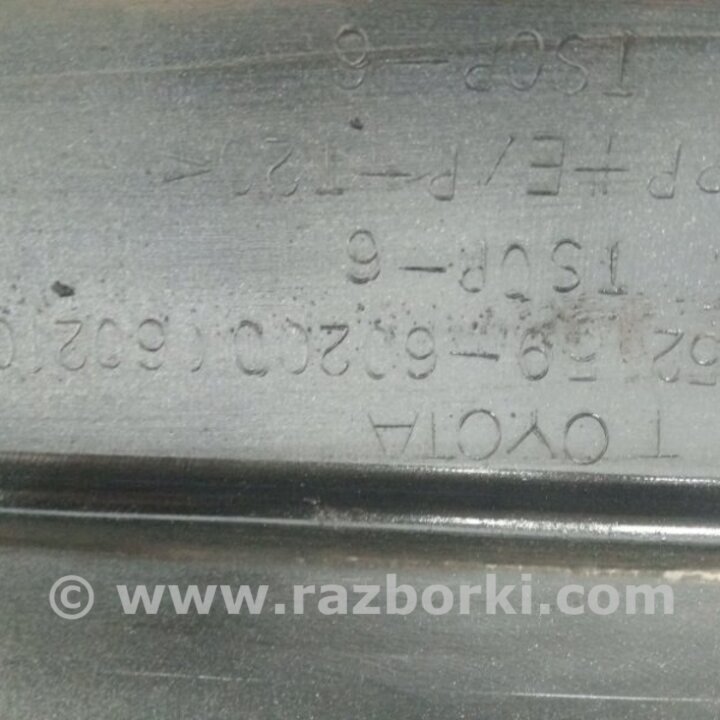 TOYOTA
52159-60200(60210
TSOP-6
PP+E/P-T20<
TSOP-6
© www.razborki.com